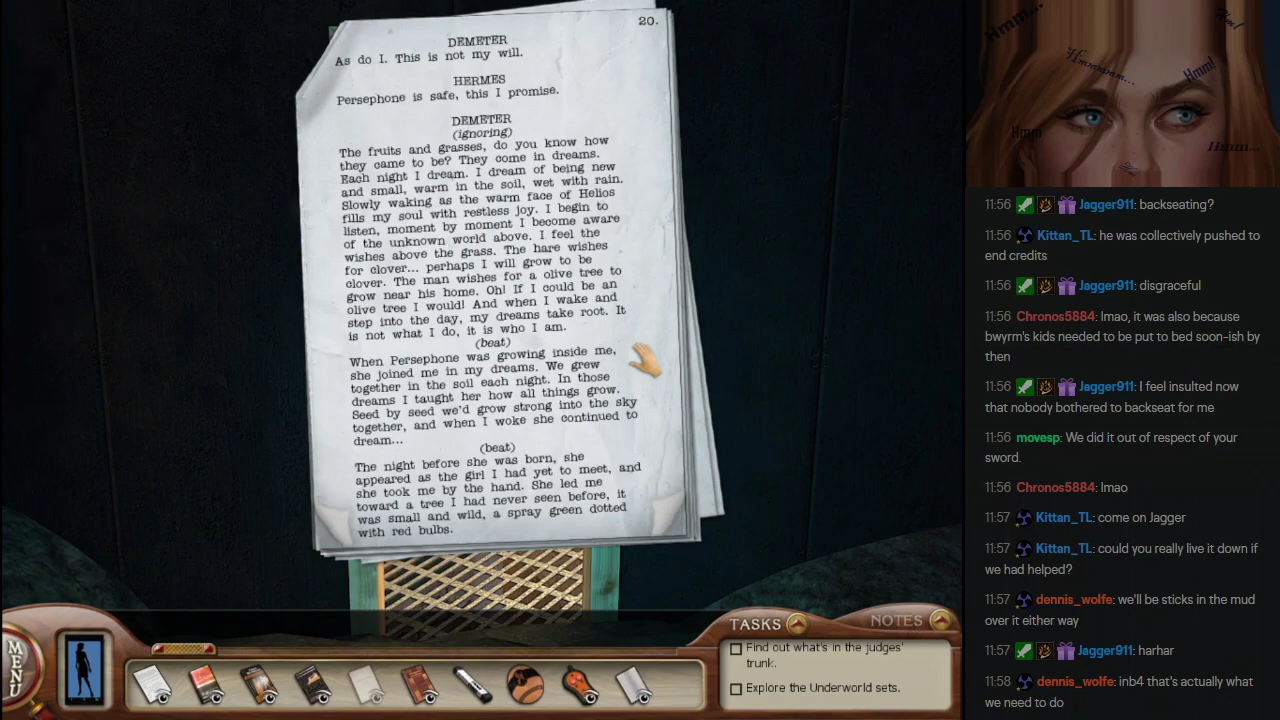 20.
DEMETER
As do I. This is not my will.
HERMES
Persephone is safe, this I promise.
DEMETER
(ignoring)
The fruits and grasses, do you know how
they came to be? They come in dreams.
Each night I dream. I dream of being new
and small, warm in the soil, wet with rain.
Slowly waking as the warm face of Helios
fills my soul with restless joy. I begin to
listen, moment by moment I become aware
of the unknown world above. I feel the
wishes above the grass. The hare wishes
for clover... perhaps I will grow to be
clover. The man wishes for a olive tree to
grow near his home. Oh! If I could be an
olive tree I would! And when I wake and
step into the day, my dreams take root. It
is not what I do, it is who I am.
(beat)
When Persephone was growing inside me,
she joined me in my dreams. We grew
together in the soil each night. In those
dreams I taught her how all things grow.
Seed by seed we'd grow strong into the sky
together, and when I woke she continued to
dream...
(beat)
The night before she was born, she
appeared as the girl I had yet to meet, and
she took me by the hand. She led me
toward a tree I had never seen before, it
was small and wild, a spray green dotted
with red bulbs.
MENU
TASKS
NOTES
Find out what's in the judges'
trunk.
Explore the Underworld sets.
Hmm...
Hm!
Hmmmmm...
Hmm!
Hmm
Hmm...
11:56 Jagger911: backseating?
11:56 Kittan_TL: he was collectively pushed to
end credits
11:56 Jagger911: disgraceful
11:56 Chronos5884: lmao, it was also because
bwyrm's kids needed to be put to bed soon-ish by
then
11:56 Jagger911: I feel insulted now
that nobody bothered to backseat for me
11:56 movesp: We did it out of respect of your
sword.
11:56 Chronos5884: lmao
11:57 Kittan_TL: come on Jagger
11:57 Kittan_TL: could you really live it down if
we had helped?
11:57 dennis_wolfe: we'll be sticks in the mud
over it either way
11:57 Jagger911: harhar
11:58 dennis_wolfe: inb4 that's actually what
we need to do